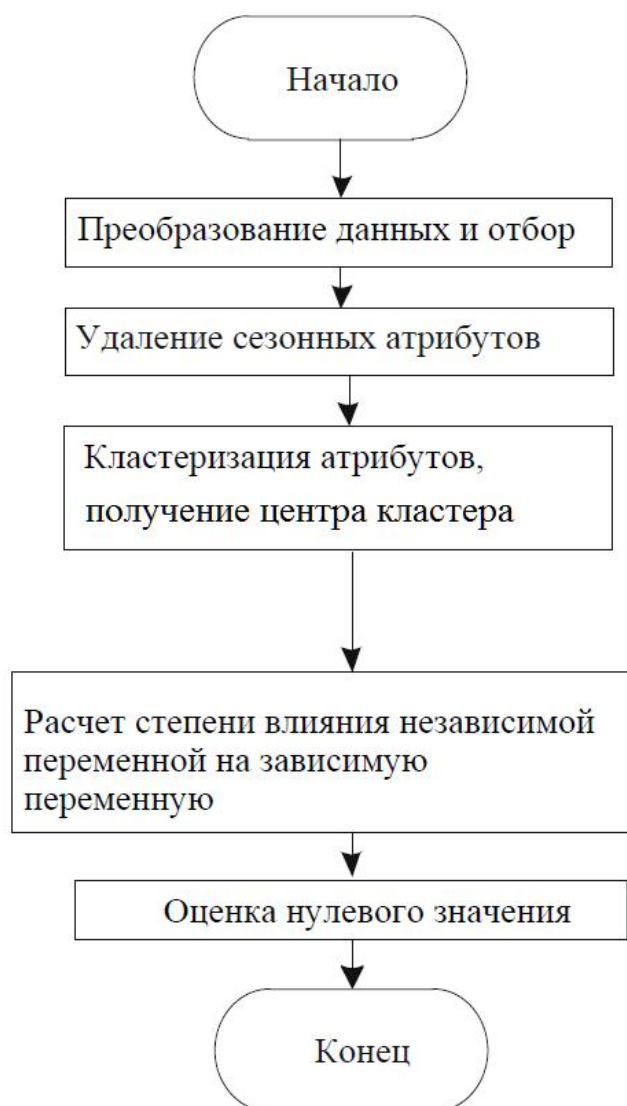 Начало
Преобразование данных и отбор
Удаление сезонных атрибутов
Кластеризация атрибутов,
получение центра кластера
Расчет степени влияния независимой
переменной на зависимую
переменную
Оценка нулевого значения
Конец